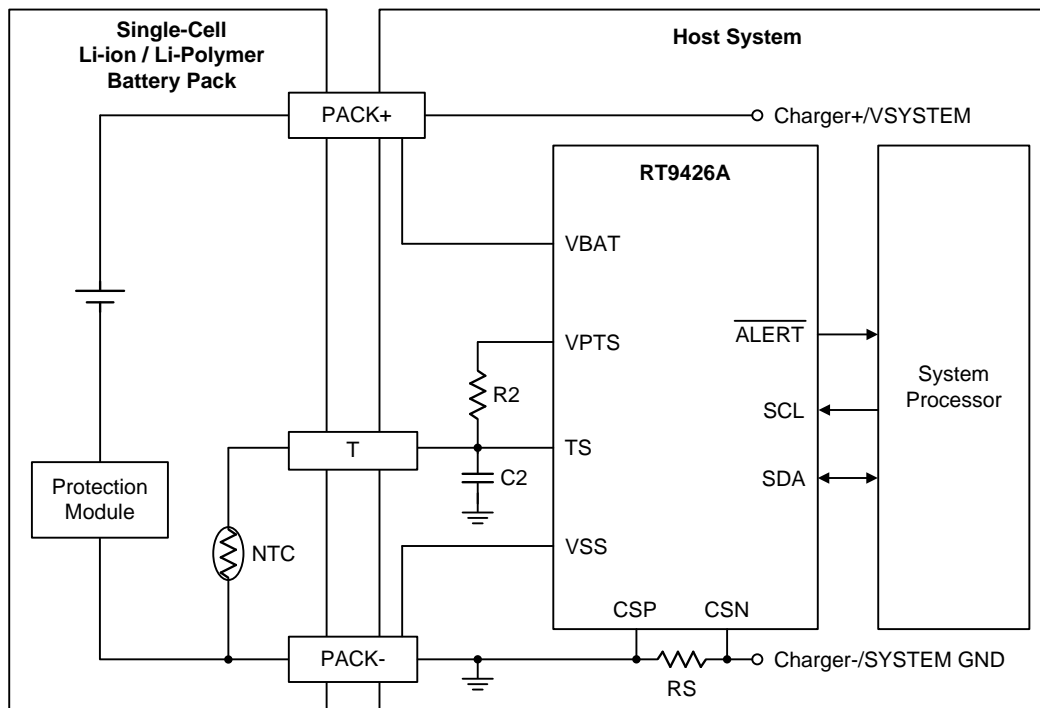 Single-Cell
Li-ion / Li-Polymer
Battery Pack
Host System
PACK+
Charger+/VSYSTEM
RT9426A
VBAT
VPTS
ALERT
R2
System
Processor
SCL
T
TS
C2
SDA
Protection
Module
NTC
VSS
CSP
CSN
PACK-
Charger-/SYSTEM GND
RS